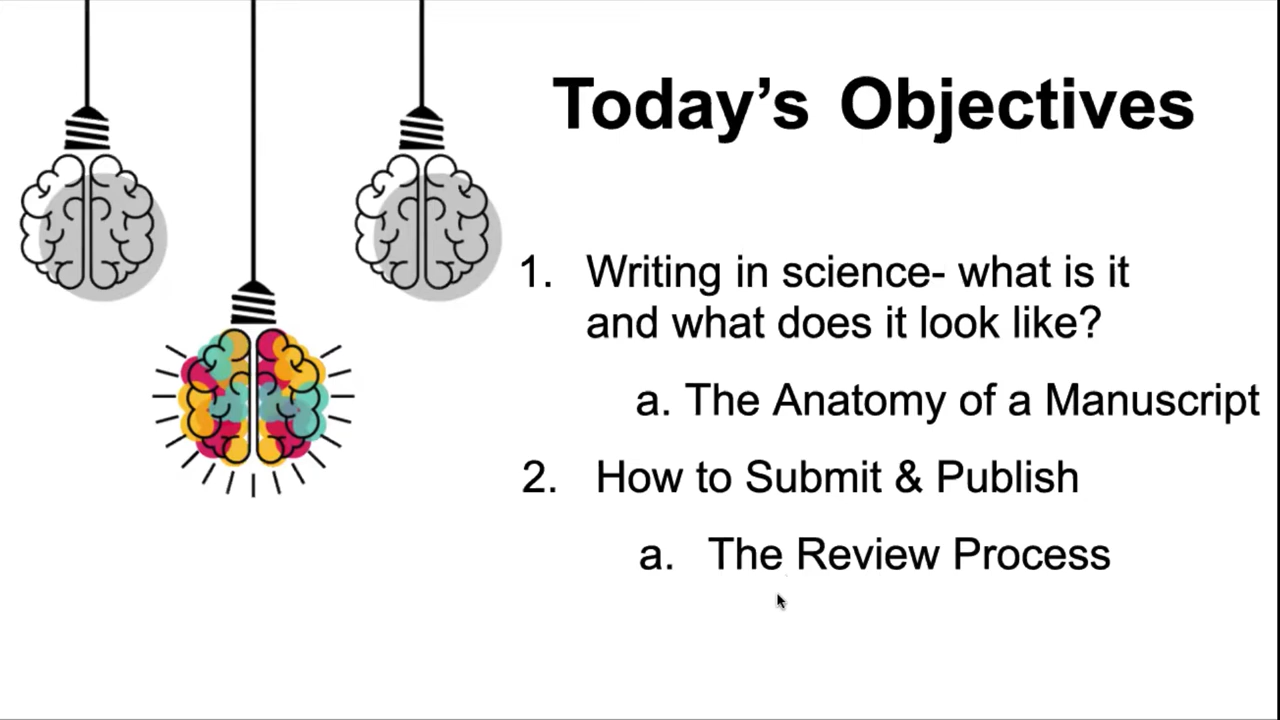 Today's Objectives
1. Writing in science- what is it
and what does it look like?
a. The Anatomy of a Manuscript
2. How to Submit & Publish
a. The Review Process